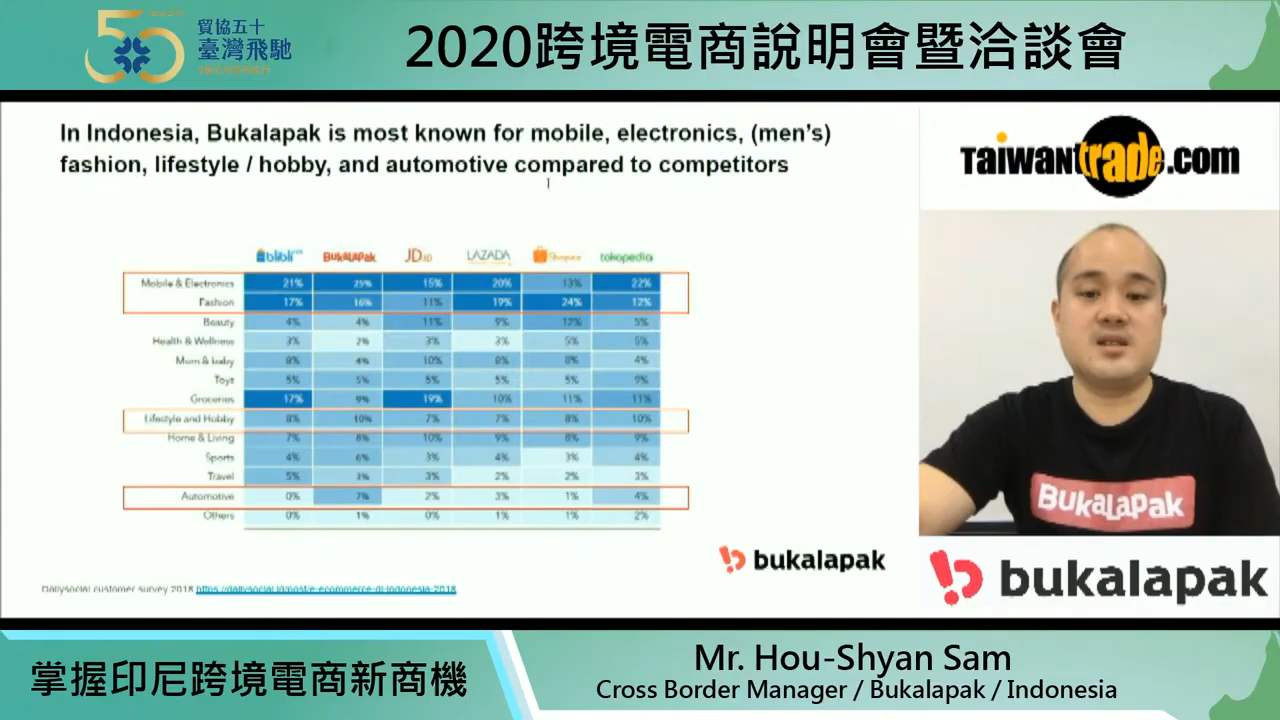 50
貿協五十
臺灣飛馳
2020跨境電商說明會暨洽談會
In Indonesia, Bukalapak is most known for mobile, electronics, (men's)
fashion, lifestyle / hobby, and automotive compared to competitors
blibli BukaLapak JD.ID LAZADA Shopee tokopedia
Mobile & Electronics 21% 25% 15% 20% 13% 22%
Fashion 17% 16% 11% 19% 24% 12%
Beauty 4% 4% 11% 9% 12% 5%
Health & Wellness 3% 2% 3% 3% 5% 5%
Mum & baby 8% 4% 10% 8% 8% 4%
Toys 5% 5% 5% 5% 5% 9%
Groceries 17% 9% 19% 10% 11% 11%
Lifestyle and Hobby 8% 10% 7% 7% 8% 10%
Home & Living 7% 8% 10% 9% 8% 9%
Sports 4% 6% 3% 4% 3% 4%
Travel 5% 3% 3% 2% 2% 3%
Automotive 0% 7% 2% 3% 1% 4%
Others 0% 1% 0% 1% 1% 2%
bukalapak
Dailysocial customer survey 2018
TaiwanTrade.com
BukaLapak
bukalapak
掌握印尼跨境電商新商機
Mr. Hou-Shyan Sam
Cross Border Manager / Bukalapak / Indonesia